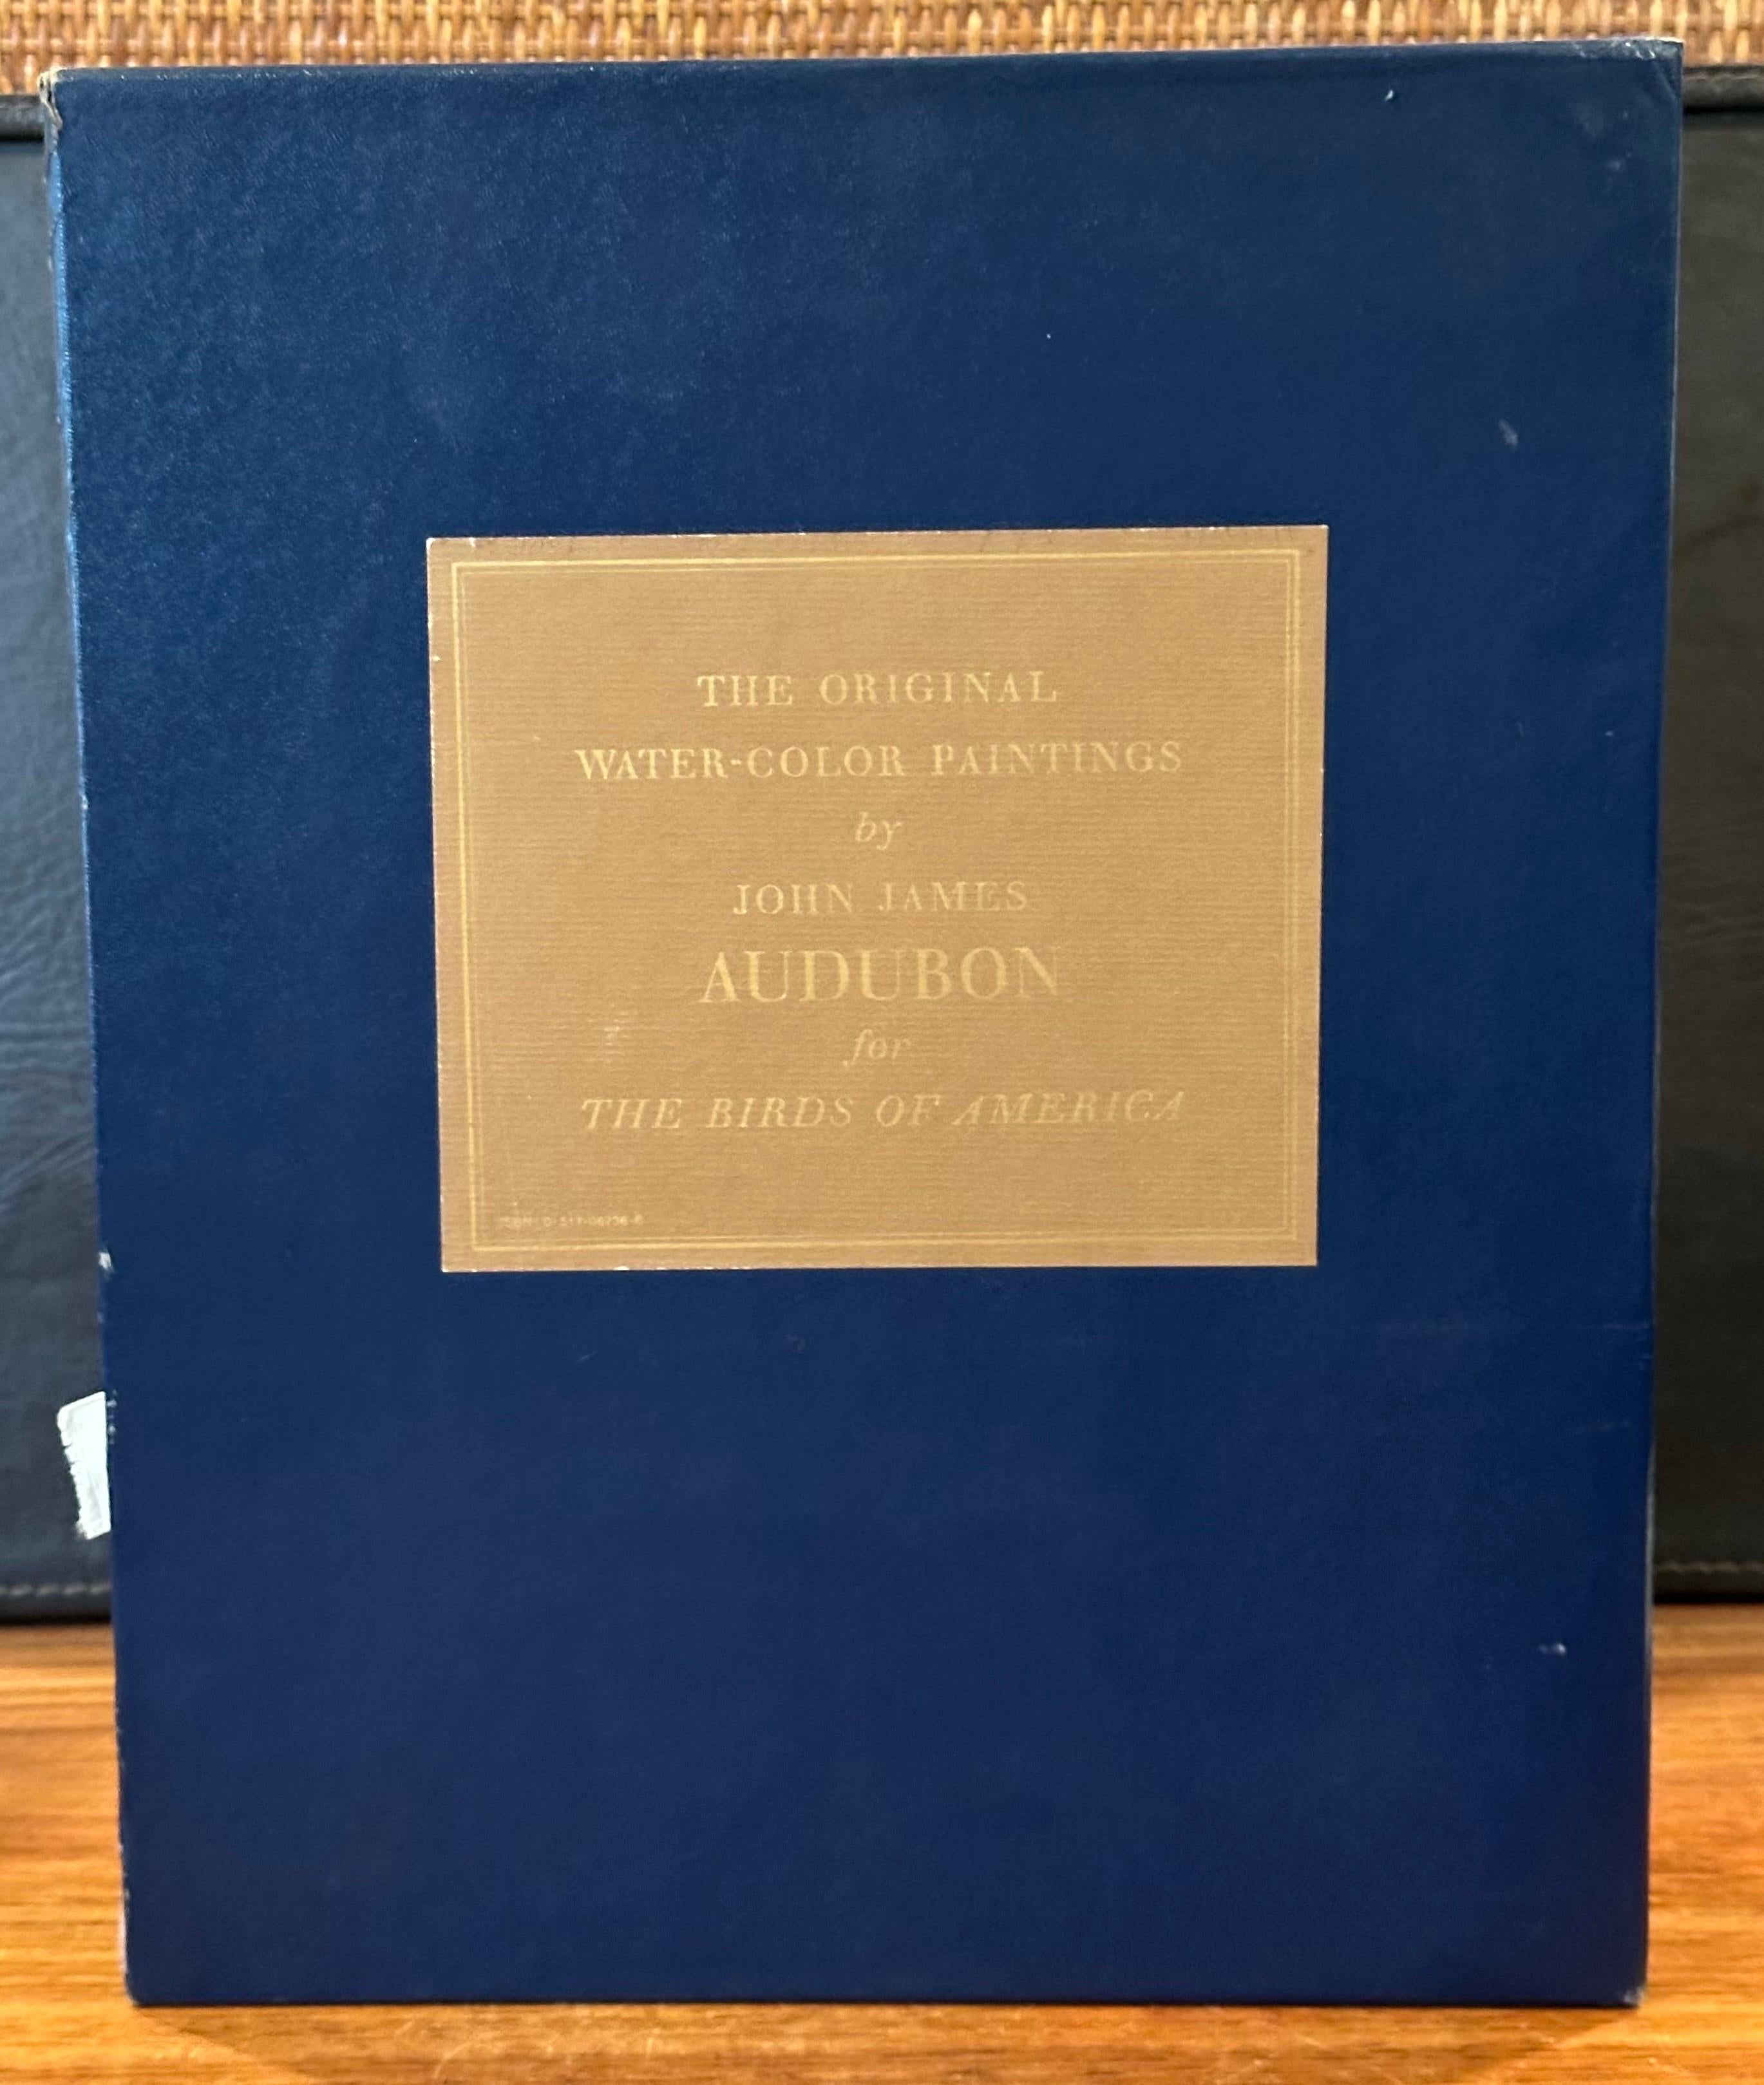 THE ORIGINAL
WATER-COLOR PAINTINGS
by
JOHN JAMES
AUDUBON
for
THE BIRDS OF AMERICA